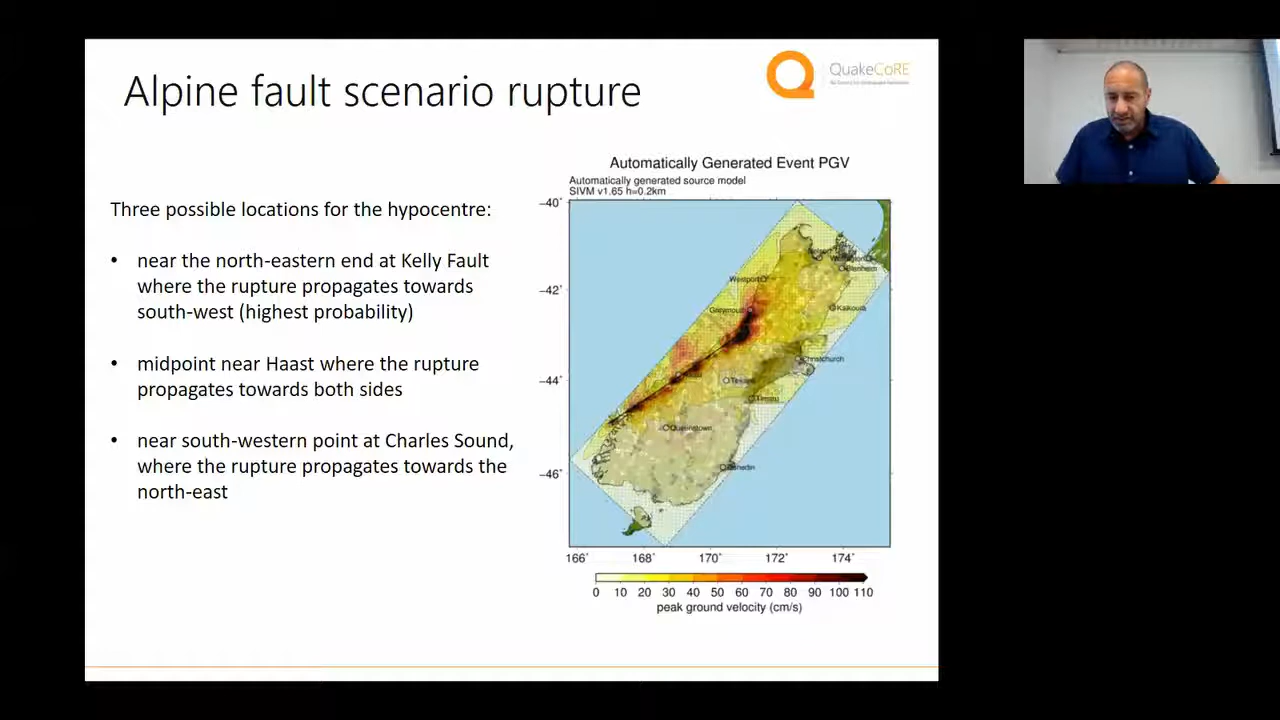 Alpine fault scenario rupture
QuakeCoRE
Three possible locations for the hypocentre:
• near the north-eastern end at Kelly Fault
where the rupture propagates towards
south-west (highest probability)
• midpoint near Haast where the rupture
propagates towards both sides
• near south-western point at Charles Sound,
where the rupture propagates towards the
north-east
Automatically Generated Event PGV
Automatically generated source model
SIVM v1.65 h=0.2km
−40°
−42°
−44°
−46°
Westport
Greymouth
Blenheim
Kaikoura
Christchurch
Timaru
Queenstown
Dunedin
166° 168° 170° 172° 174°
0 10 20 30 40 50 60 70 80 90 100 110
peak ground velocity (cm/s)